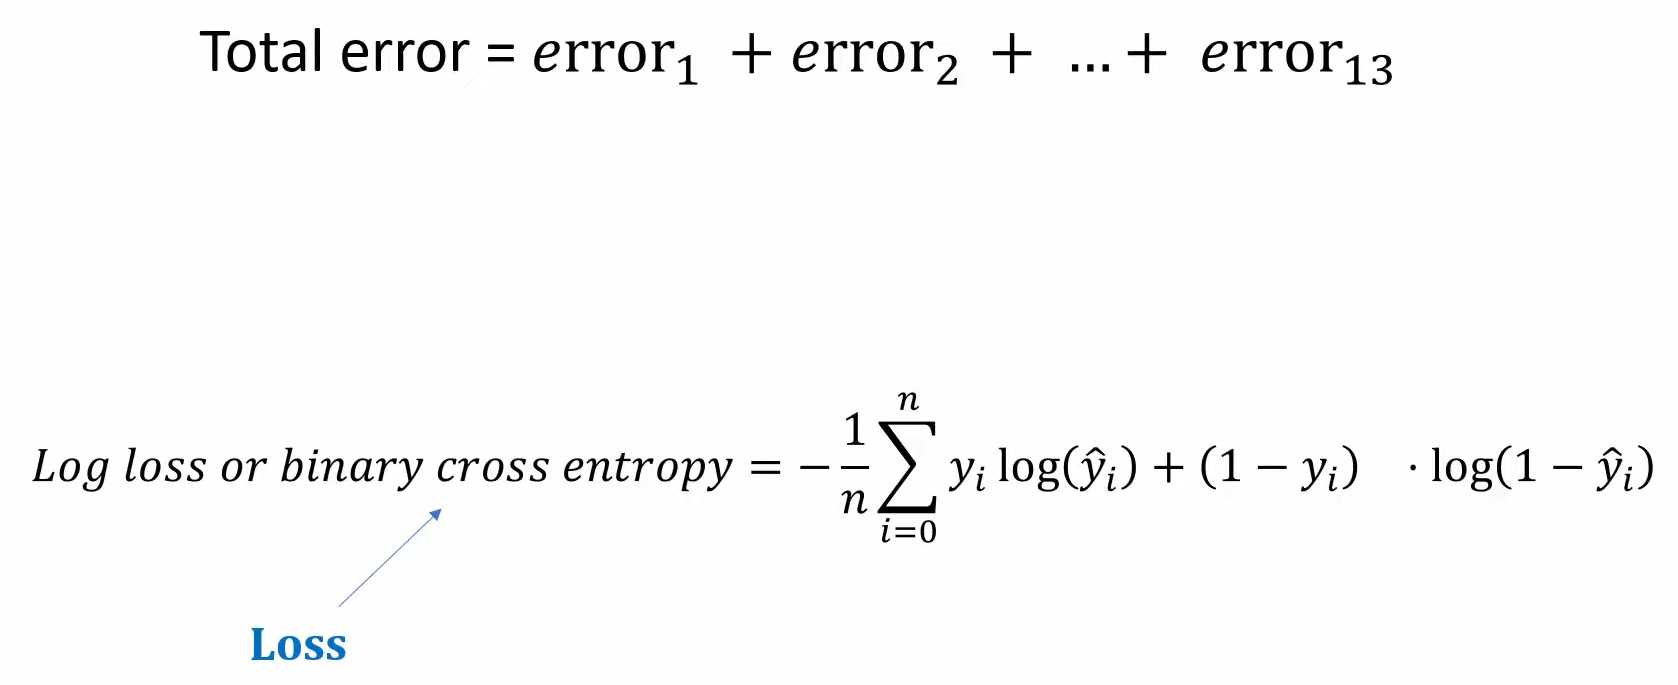 Total error = error₁ + error₂ + ... + error₁₃
Log loss or binary cross entropy = −1/n ∑ᵢ₌₀ⁿ yᵢ log(ŷᵢ) + (1 − yᵢ) · log(1 − ŷᵢ)
Loss